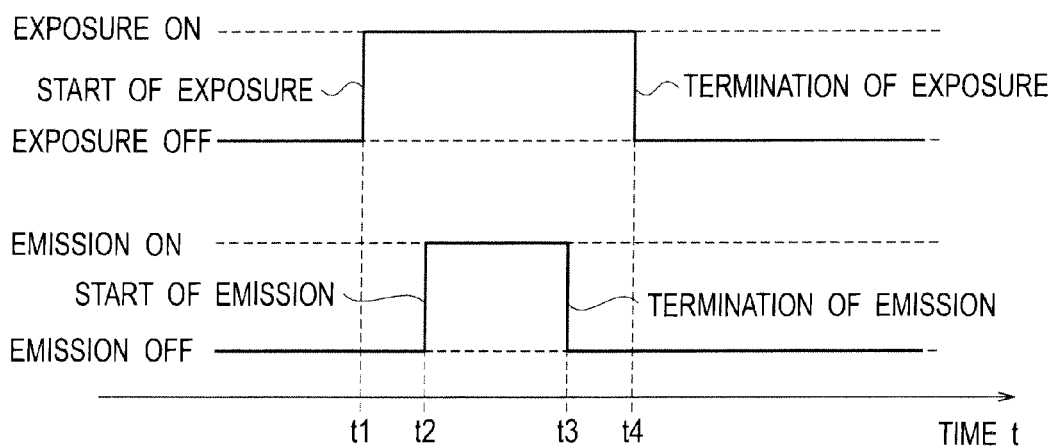 EXPOSURE ON
START OF EXPOSURE
TERMINATION OF EXPOSURE
EXPOSURE OFF
EMISSION ON
START OF EMISSION
TERMINATION OF EMISSION
EMISSION OFF
t1 t2 t3 t4 TIME t